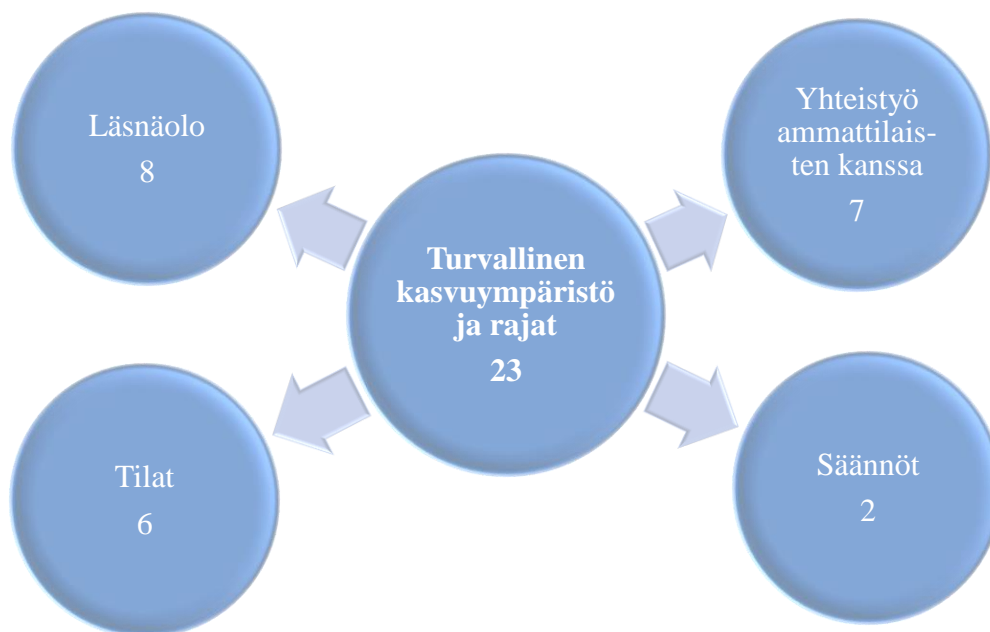 Läsnäolo
8
Yhteistyö
ammattilais-
ten kanssa
7
Turvallinen
kasvuympäristö
ja rajat
23
Tilat
6
Säännöt
2